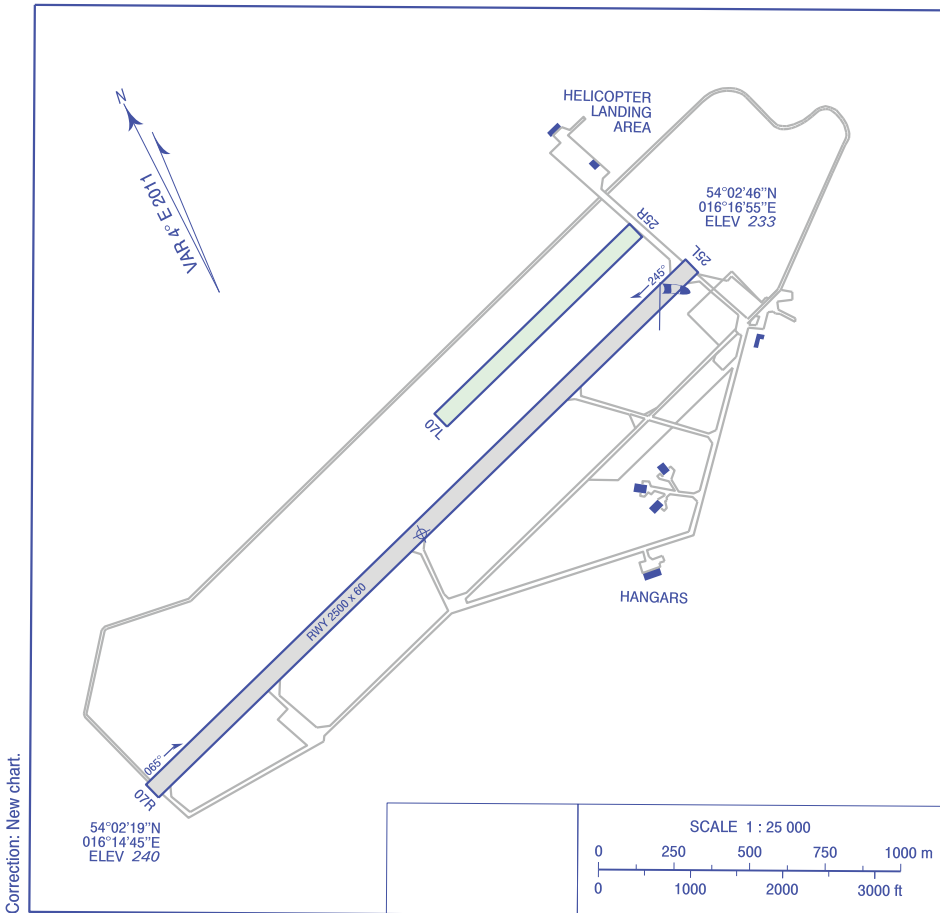 N
VAR 4° E 2011
HELICOPTER
LANDING
AREA
54°02'46"N
016°16'55"E
ELEV 233
25R
25L
245°
07L
RWY 2500 x 60
HANGARS
065°
07R
54°02'19"N
016°14'45"E
ELEV 240
Correction: New chart.
SCALE 1 : 25 000
0 250 500 750 1000 m
0 1000 2000 3000 ft